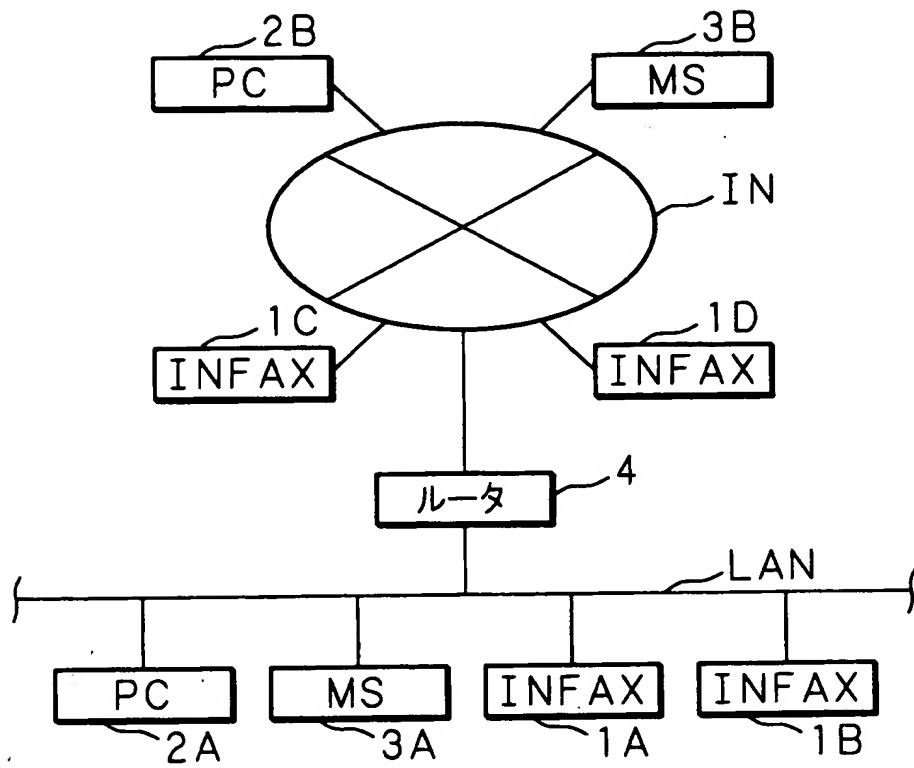 2B 3B
PC MS
IN
1C 1D
INFAX INFAX
4
ルータ
LAN
PC MS INFAX INFAX
2A 3A 1A 1B